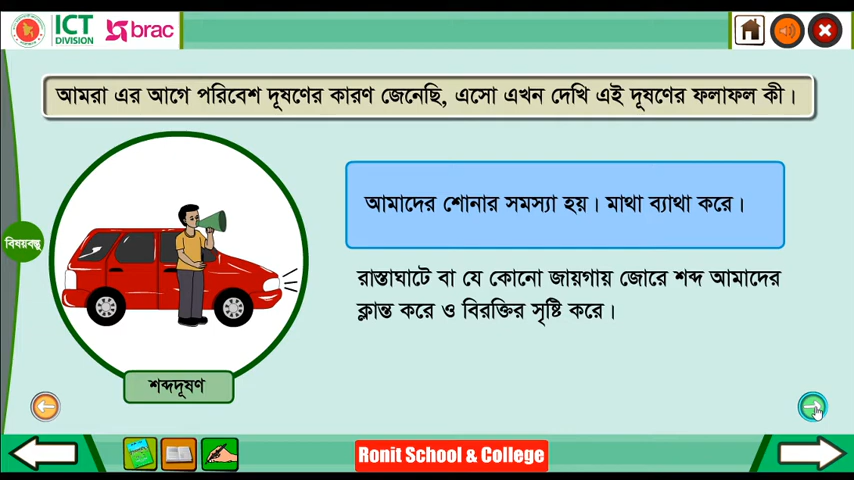 ICT
DIVISION
brac
আমরা এর আগে পরিবেশ দূষণের কারণ জেনেছি, এসো এখন দেখি এই দূষণের ফলাফল কী।
আমাদের শোনার সমস্যা হয়। মাথা ব্যাথা করে।
বিষয়বস্তু
রাস্তাঘাটে বা যে কোনো জায়গায় জোরে শব্দ আমাদের
ক্লান্ত করে ও বিরক্তির সৃষ্টি করে।
শব্দদূষণ
Ronit School & College